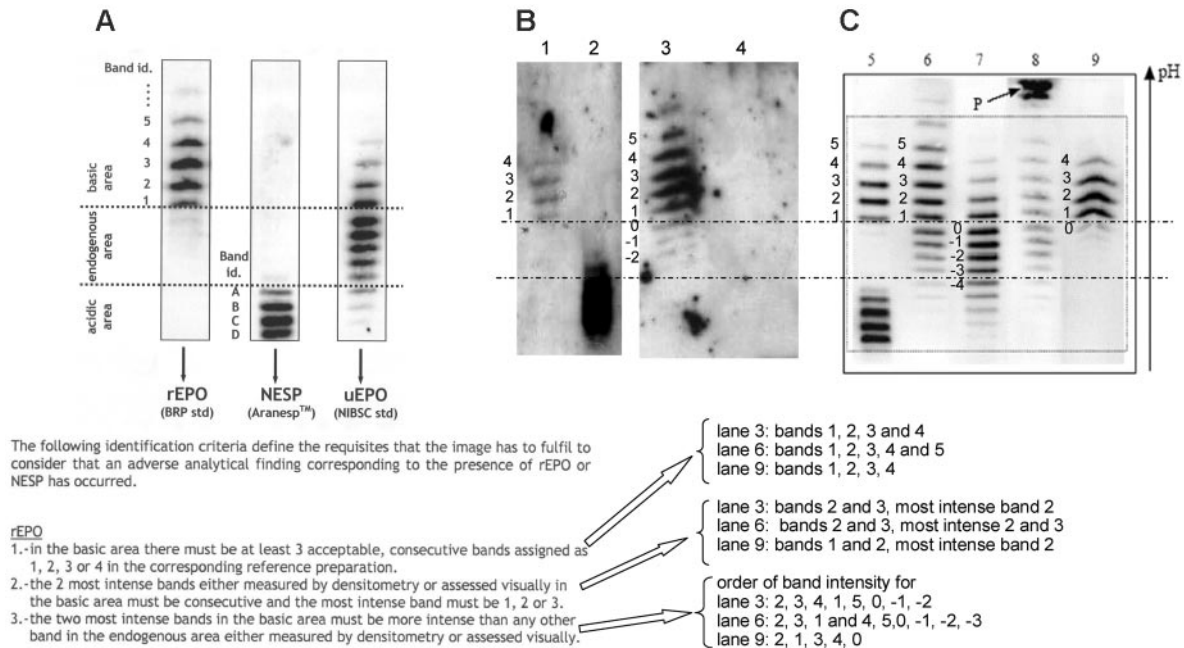 A
Band id.
5
4
3
2
1
basic
area
endogenous
area
acidic
area
Band
id.
A
B
C
D
rEPO
(BRP std)
NESP
(Aranesp™)
uEPO
(NIBSC std)
B
1
2
3
4
4
3
2
1
5
4
3
2
1
0
-1
-2
C
5
6
7
8
9
pH
P
5
4
3
2
1
5
4
3
2
1
0
-1
-2
-3
-4
4
3
2
1
0
The following identification criteria define the requisites that the image has to fulfil to
consider that an adverse analytical finding corresponding to the presence of rEPO or
NESP has occurred.
rEPO
1.-in the basic area there must be at least 3 acceptable, consecutive bands assigned as
1, 2, 3 or 4 in the corresponding reference preparation.
2.-the 2 most intense bands either measured by densitometry or assessed visually in
the basic area must be consecutive and the most intense band must be 1, 2 or 3.
3.-the two most intense bands in the basic area must be more intense than any other
band in the endogenous area either measured by densitometry or assessed visually.
lane 3: bands 1, 2, 3 and 4
lane 6: bands 1, 2, 3, 4 and 5
lane 9: bands 1, 2, 3, 4
lane 3: bands 2 and 3, most intense band 2
lane 6: bands 2 and 3, most intense 2 and 3
lane 9: bands 1 and 2, most intense band 2
order of band intensity for
lane 3: 2, 3, 4, 1, 5, 0, -1, -2
lane 6: 2, 3, 1 and 4, 5,0, -1, -2, -3
lane 9: 2, 1, 3, 4, 0